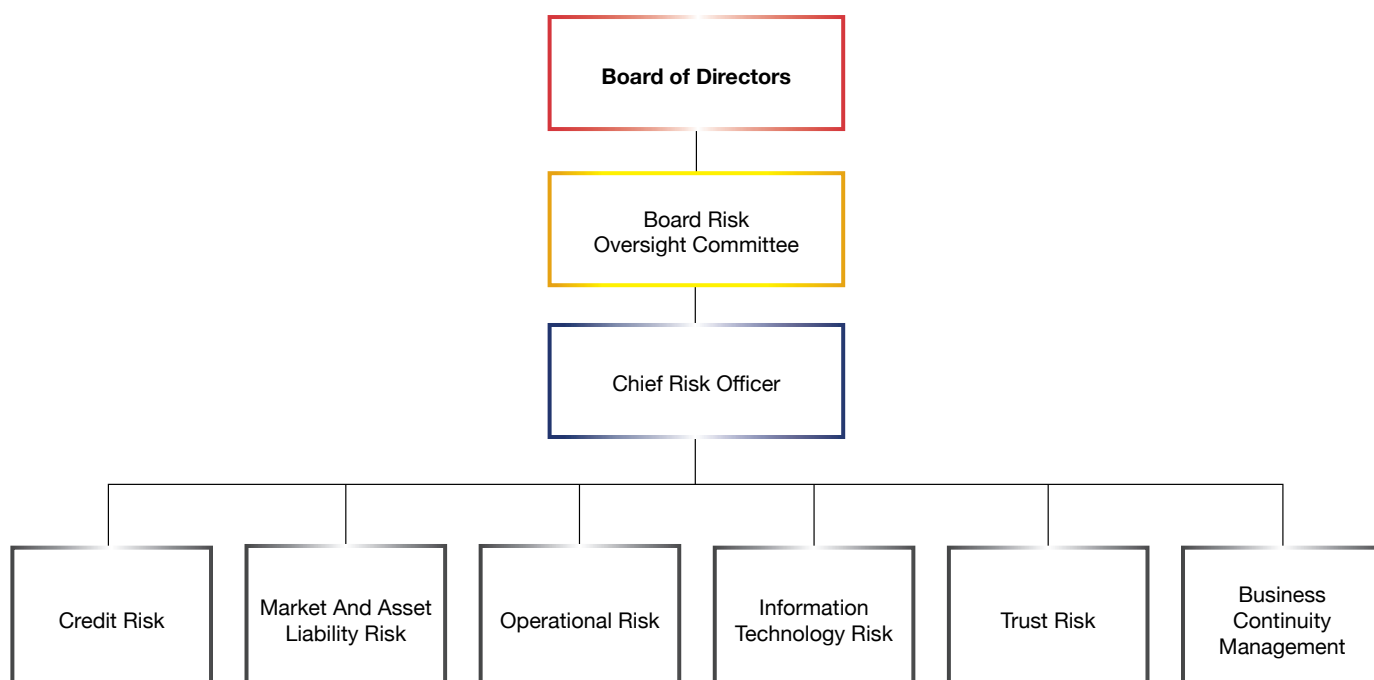 Board of Directors
Board Risk
Oversight Committee
Chief Risk Officer
Credit Risk
Market And Asset
Liability Risk
Operational Risk
Information
Technology Risk
Trust Risk
Business
Continuity
Management